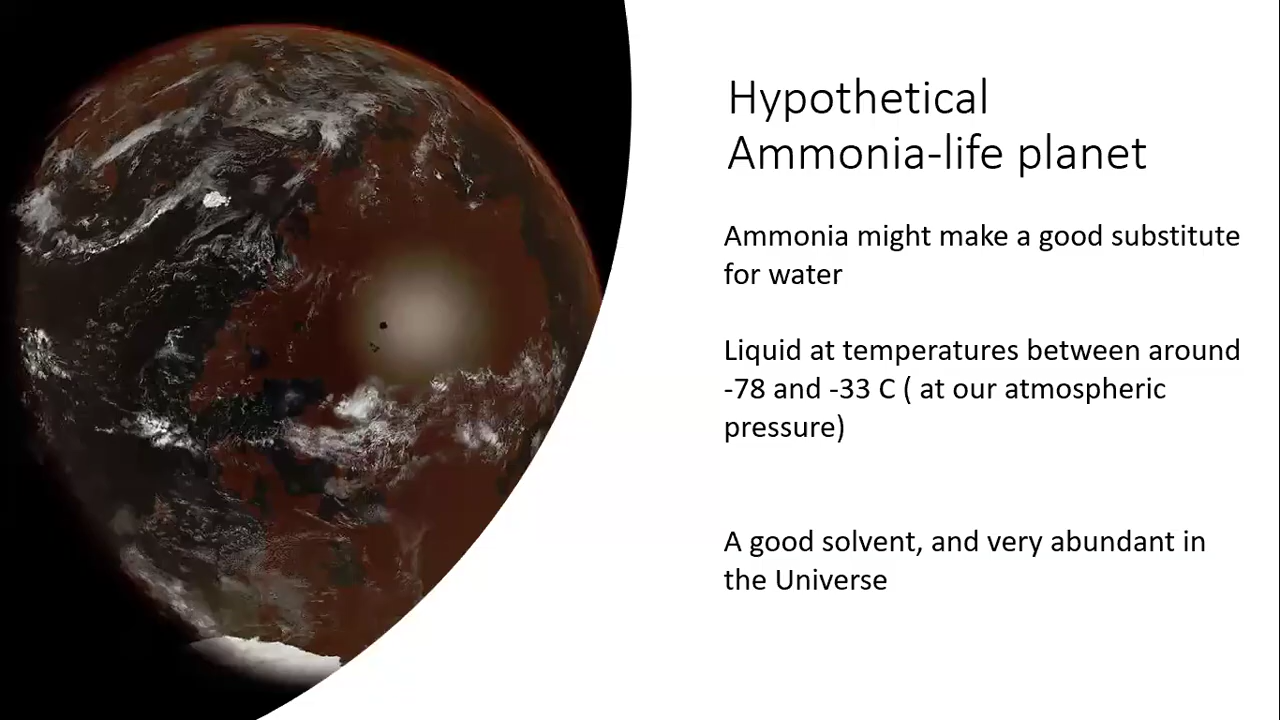 Hypothetical
Ammonia-life planet
Ammonia might make a good substitute
for water
Liquid at temperatures between around
-78 and -33 C ( at our atmospheric
pressure)
A good solvent, and very abundant in
the Universe